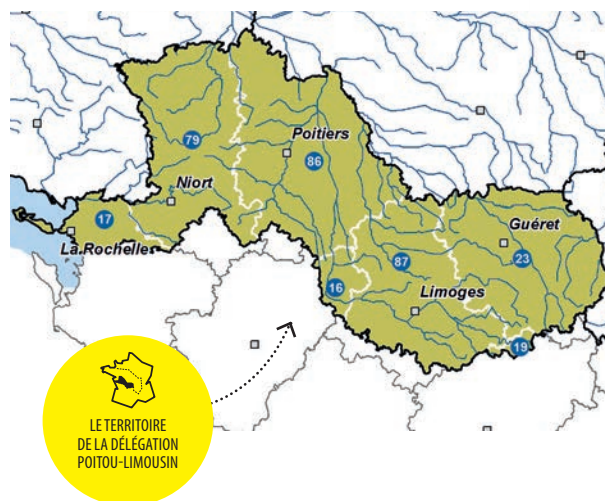 Poitiers
79
86
Niort
17
Guéret
La Rochelle
87
23
16
Limoges
19
LE TERRITOIRE
DE LA DÉLÉGATION
POITOU-LIMOUSIN